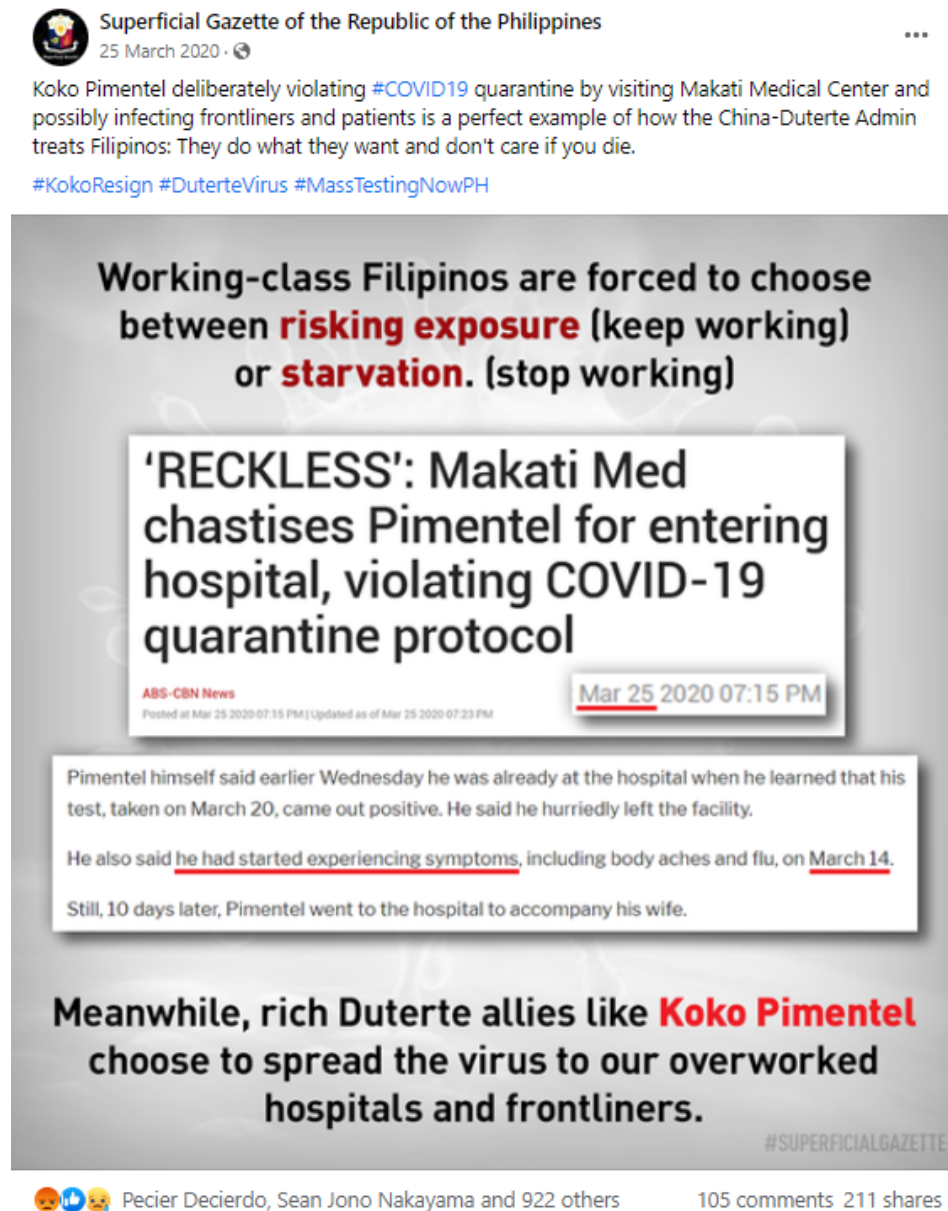 Superficial Gazette of the Republic of the Philippines
25 March 2020 ·
Koko Pimentel deliberately violating #COVID19 quarantine by visiting Makati Medical Center and
possibly infecting frontliners and patients is a perfect example of how the China-Duterte Admin
treats Filipinos: They do what they want and don't care if you die.
#KokoResign #DuterteVirus #MassTestingNowPH
Working-class Filipinos are forced to choose
between risking exposure (keep working)
or starvation. (stop working)
‘RECKLESS’: Makati Med
chastises Pimentel for entering
hospital, violating COVID-19
quarantine protocol
ABS-CBN News
Mar 25 2020 07:15 PM
Posted at Mar 25 2020 07:15 PM | Updated as of Mar 25 2020 07:23 PM
Pimentel himself said earlier Wednesday he was already at the hospital when he learned that his
test, taken on March 20, came out positive. He said he hurriedly left the facility.
He also said he had started experiencing symptoms, including body aches and flu, on March 14.
Still, 10 days later, Pimentel went to the hospital to accompany his wife.
Meanwhile, rich Duterte allies like Koko Pimentel
choose to spread the virus to our overworked
hospitals and frontliners.
#SUPERFICIALGAZETTE
Pecier Decierdo, Sean Jono Nakayama and 922 others 105 comments 211 shares